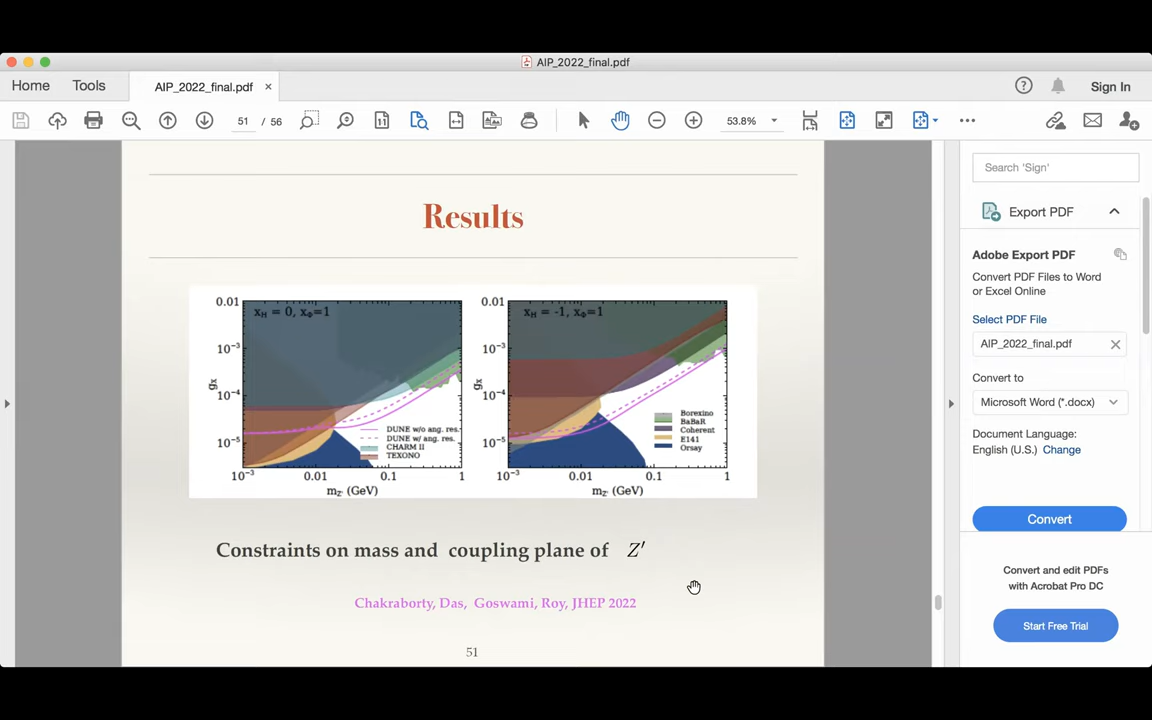 AIP_2022_final.pdf
Home
Tools
AIP_2022_final.pdf ×
Sign In
51 / 56
53.8%
Results
0.01
10⁻³
10⁻⁴
10⁻⁵
gx
x_H = 0, x_Φ=1
DUNE w/o ang. res.
DUNE w ang. res.
CHARM II
TEXONO
10⁻³ 0.01 0.1 1
m_Z' (GeV)
0.01
10⁻³
10⁻⁴
10⁻⁵
gx
x_H = -1, x_Φ=1
Borexino
BaBaR
Coherent
E141
Orsay
10⁻³ 0.01 0.1 1
m_Z' (GeV)
Constraints on mass and coupling plane of Z′
Chakraborty, Das, Goswami, Roy, JHEP 2022
51
Search 'Sign'
Export PDF
Adobe Export PDF
Convert PDF Files to Word
or Excel Online
Select PDF File
AIP_2022_final.pdf
Convert to
Microsoft Word (*.docx)
Document Language:
English (U.S.) Change
Convert
Convert and edit PDFs
with Acrobat Pro DC
Start Free Trial